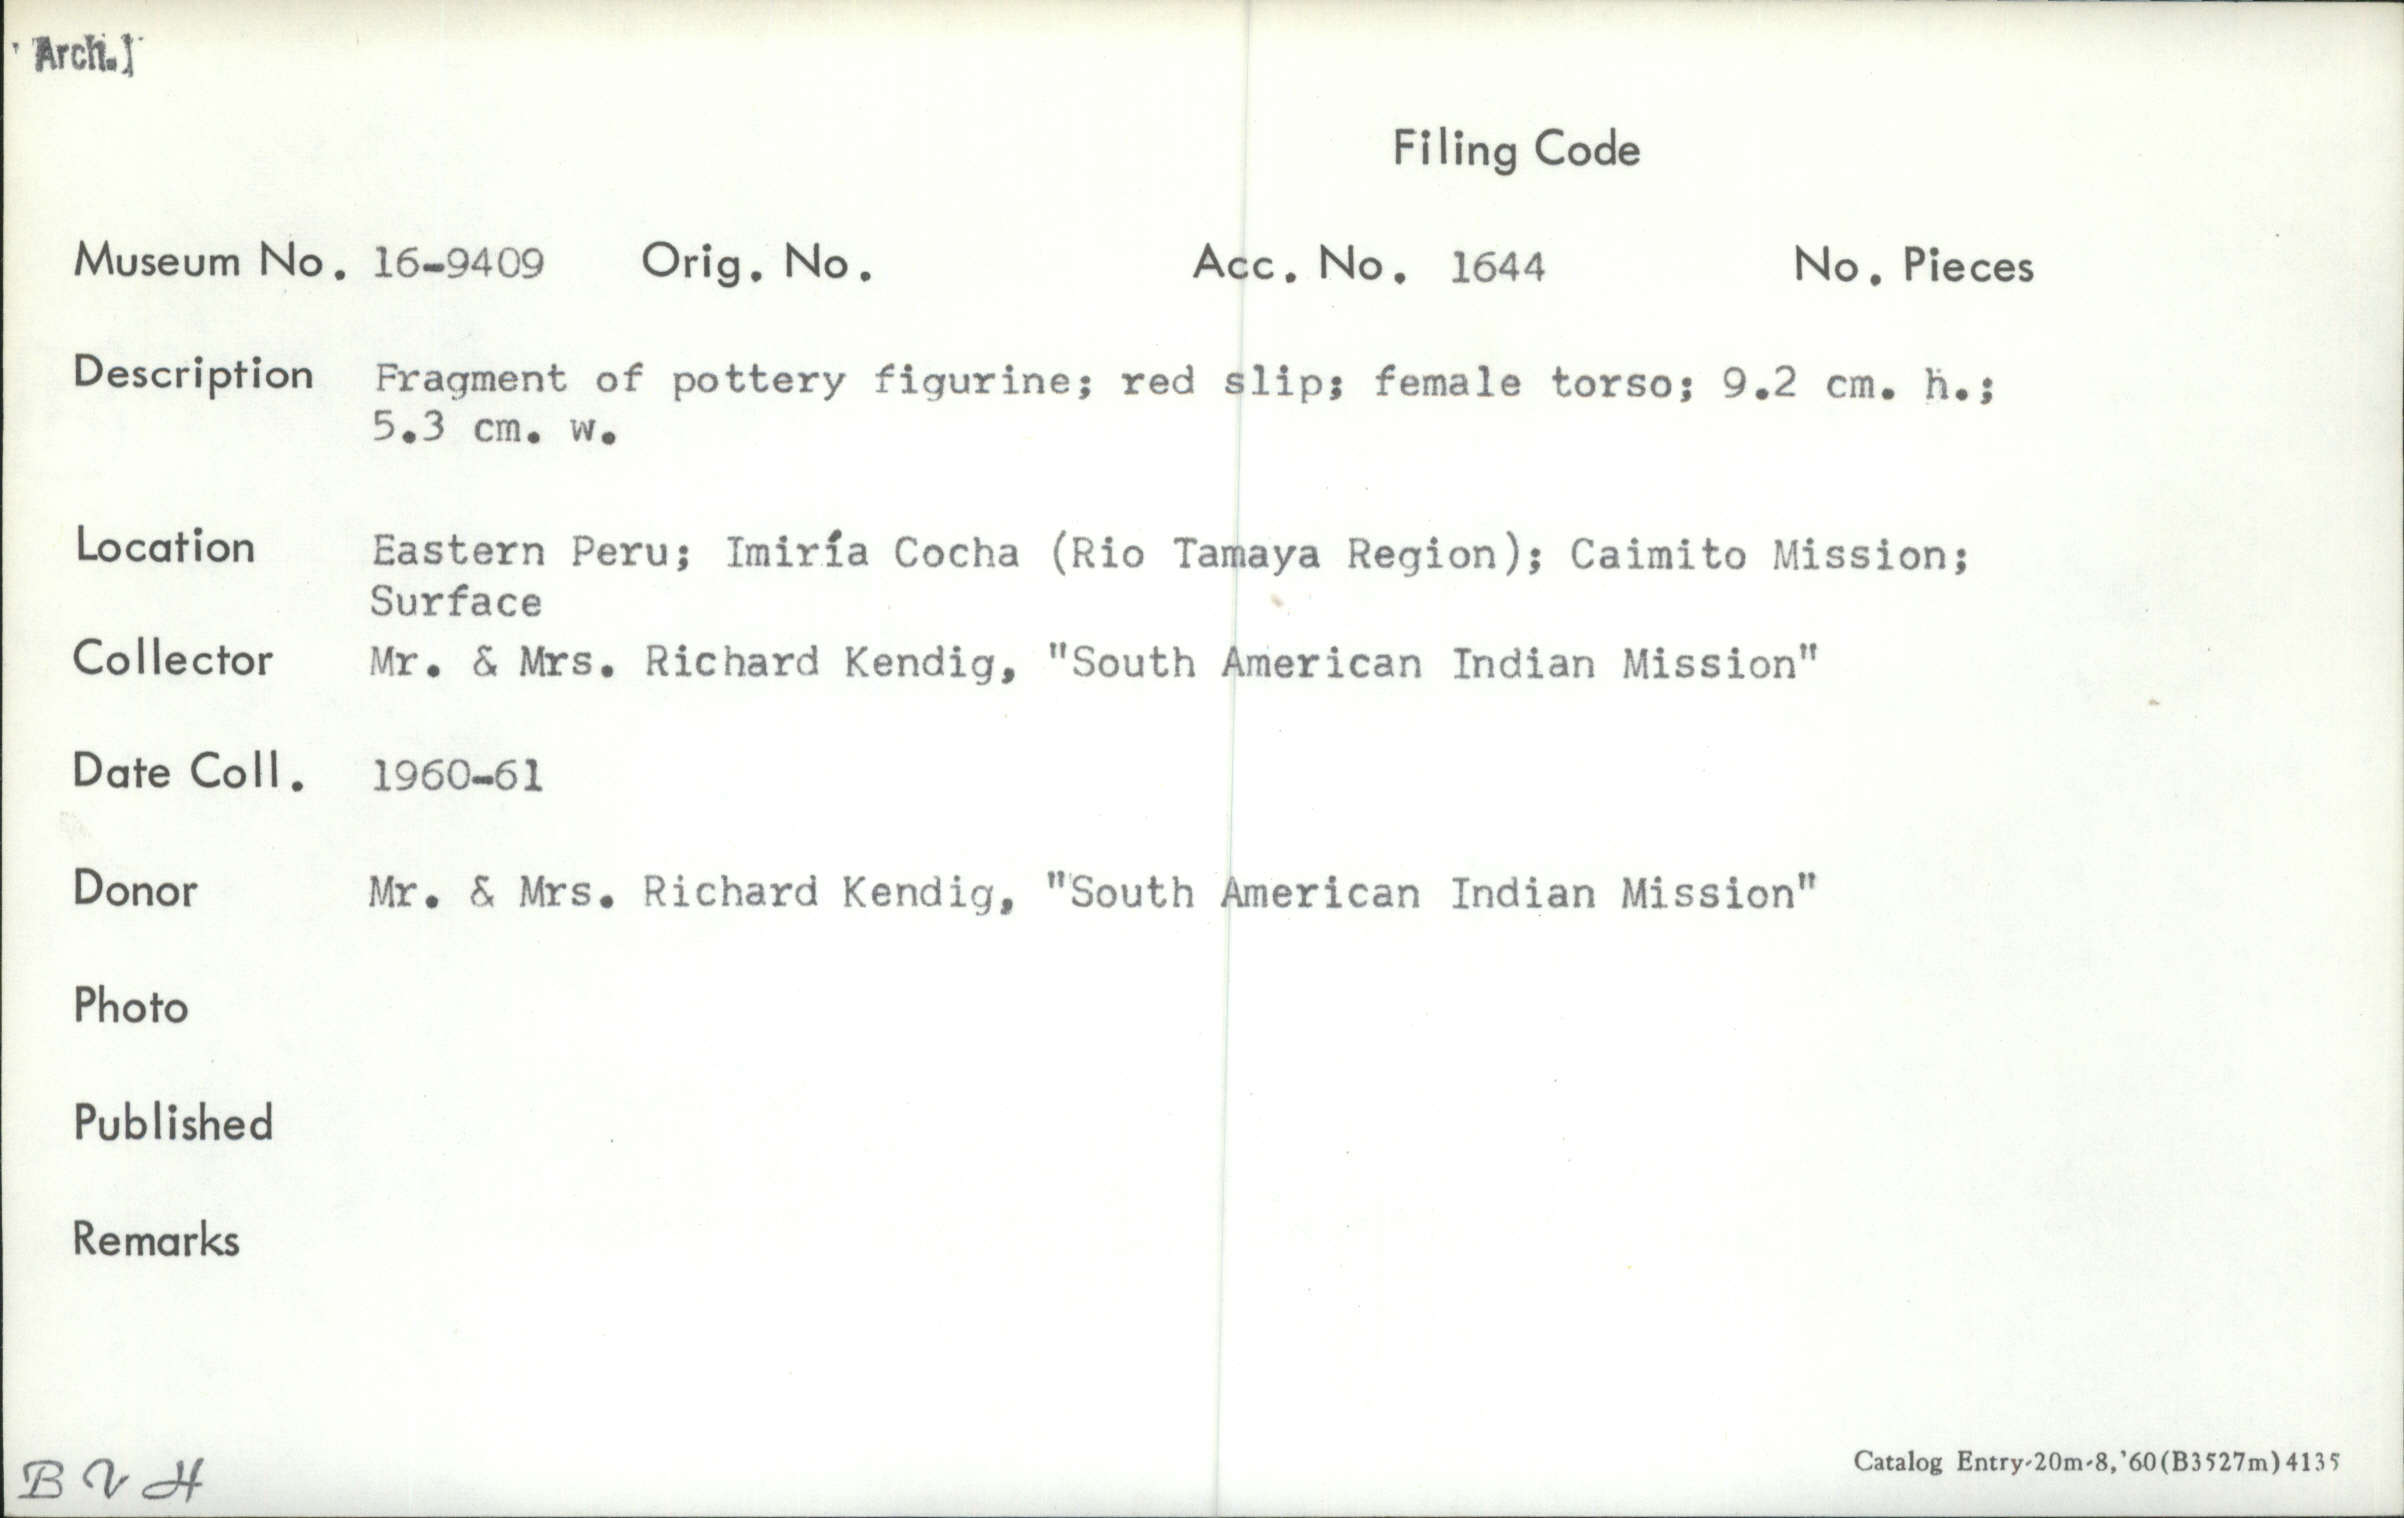 Arch.]
Filing Code
Museum No. 16-9409 Orig. No. Acc. No. 1644 No. Pieces
Description Fragment of pottery figurine; red slip; female torso; 9.2 cm. h.;
5.3 cm. w.
Location Eastern Peru; Imiría Cocha (Rio Tamaya Region); Caimito Mission;
Surface
Collector Mr. & Mrs. Richard Kendig, "South American Indian Mission"
Date Coll. 1960-61
Donor Mr. & Mrs. Richard Kendig, "South American Indian Mission"
Photo
Published
Remarks
B V H
Catalog Entry-20m-8,'60(B3527m)4135